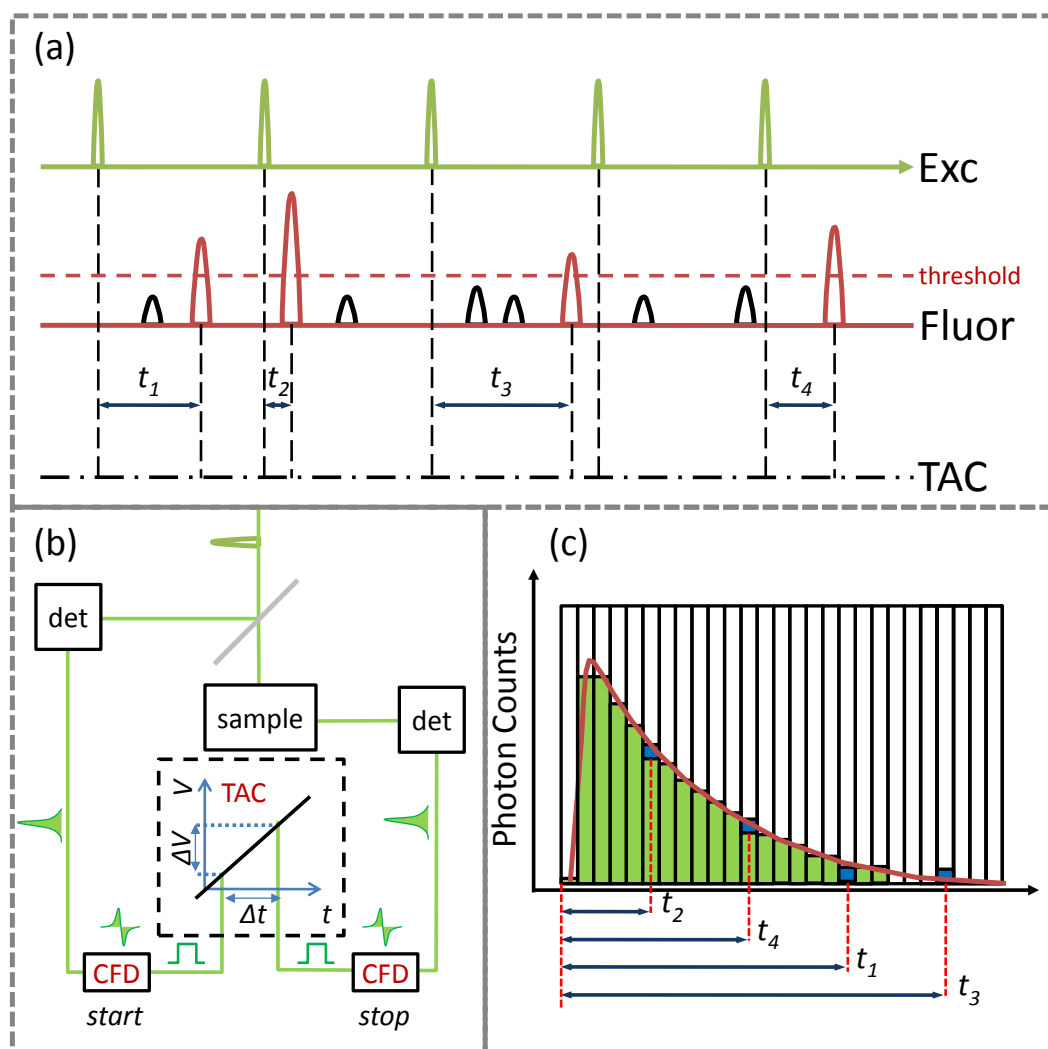 (a)
Exc
threshold
Fluor
t1 t2 t3 t4
TAC
(b)
det
sample
det
TAC
V
ΔV
Δt
t
CFD
CFD
start
stop
(c)
Photon Counts
t2
t4
t1
t3